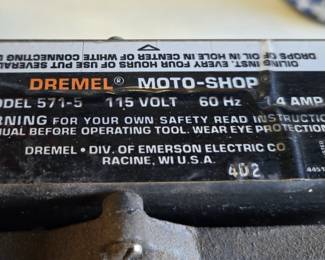 OILING INST. EVERY FOUR HOURS OF USE, PUT SEVERAL
DROPS OF OIL IN HOLE IN CENTER OF WHITE CONNECTING
DREMEL® MOTO-SHOP®
MODEL 571-5 115 VOLT 60 Hz 1.4 AMP
WARNING FOR YOUR OWN SAFETY READ INSTRUCTION
MANUAL BEFORE OPERATING TOOL. WEAR EYE PROTECTION
DREMEL • DIV. OF EMERSON ELECTRIC CO
RACINE, WI U.S.A.
402